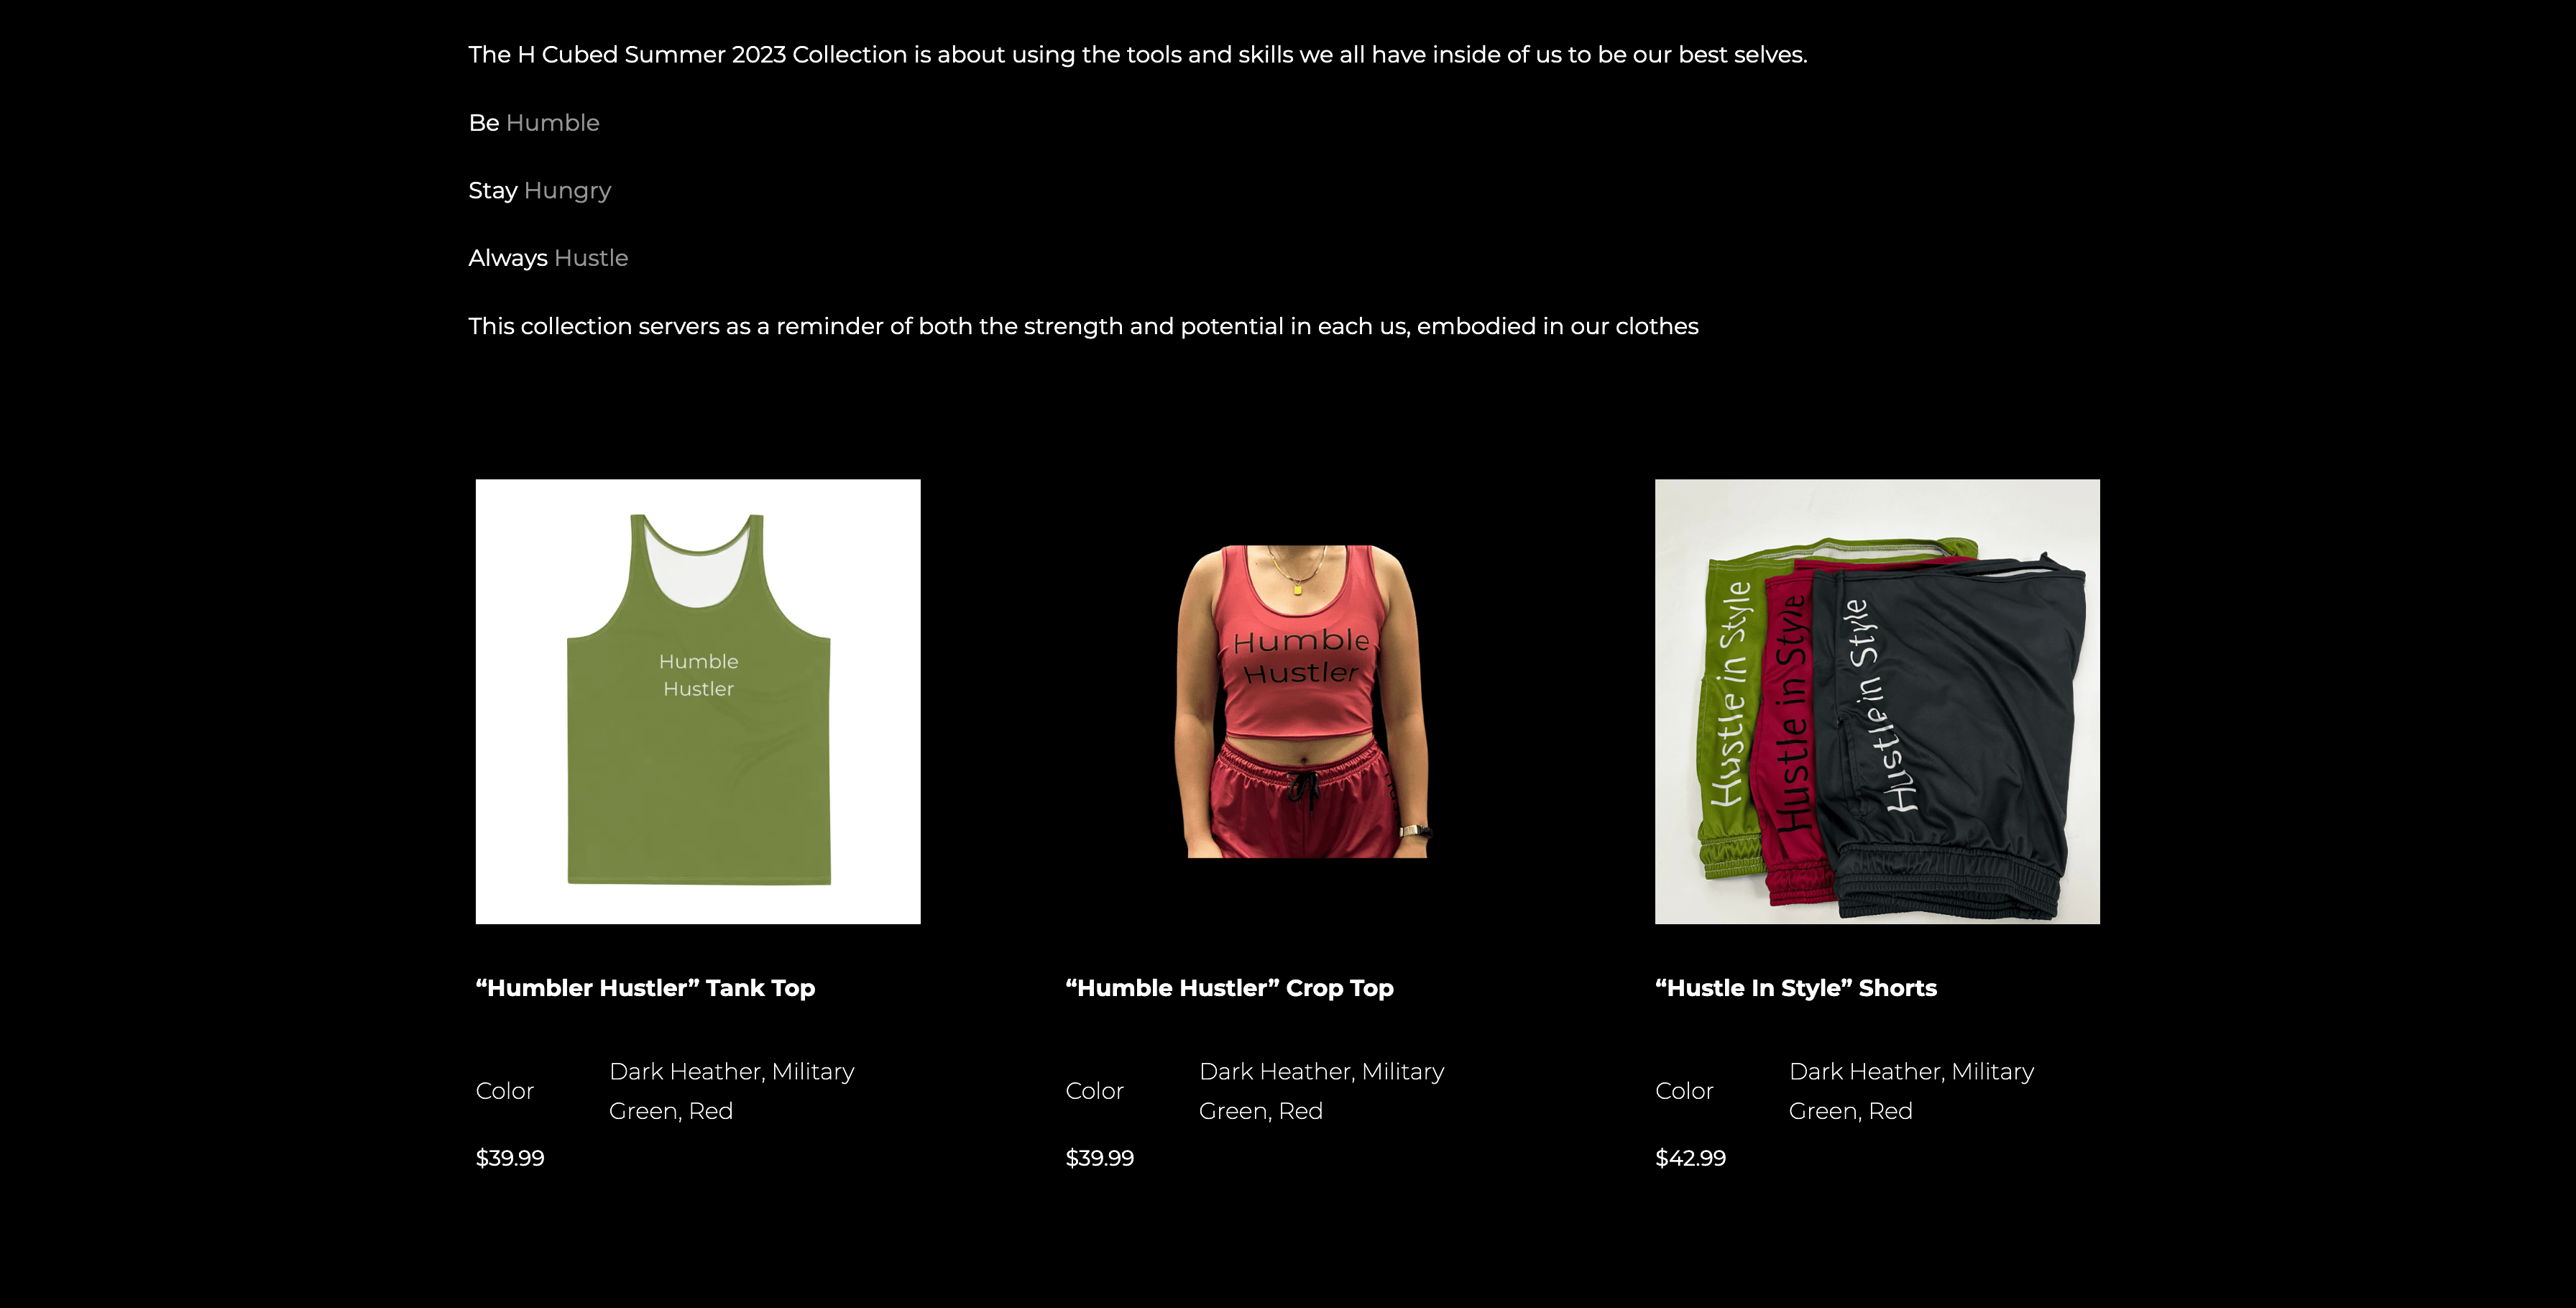 The H Cubed Summer 2023 Collection is about using the tools and skills we all have inside of us to be our best selves.
Be Humble
Stay Hungry
Always Hustle
This collection servers as a reminder of both the strength and potential in each us, embodied in our clothes
Humble
Hustler
Humble
Hustler
Hustle in Style
Hustle in Style
Hustle in Style
“Humbler Hustler” Tank Top
Color
Dark Heather, Military
Green, Red
$39.99
“Humble Hustler” Crop Top
Color
Dark Heather, Military
Green, Red
$39.99
“Hustle In Style” Shorts
Color
Dark Heather, Military
Green, Red
$42.99